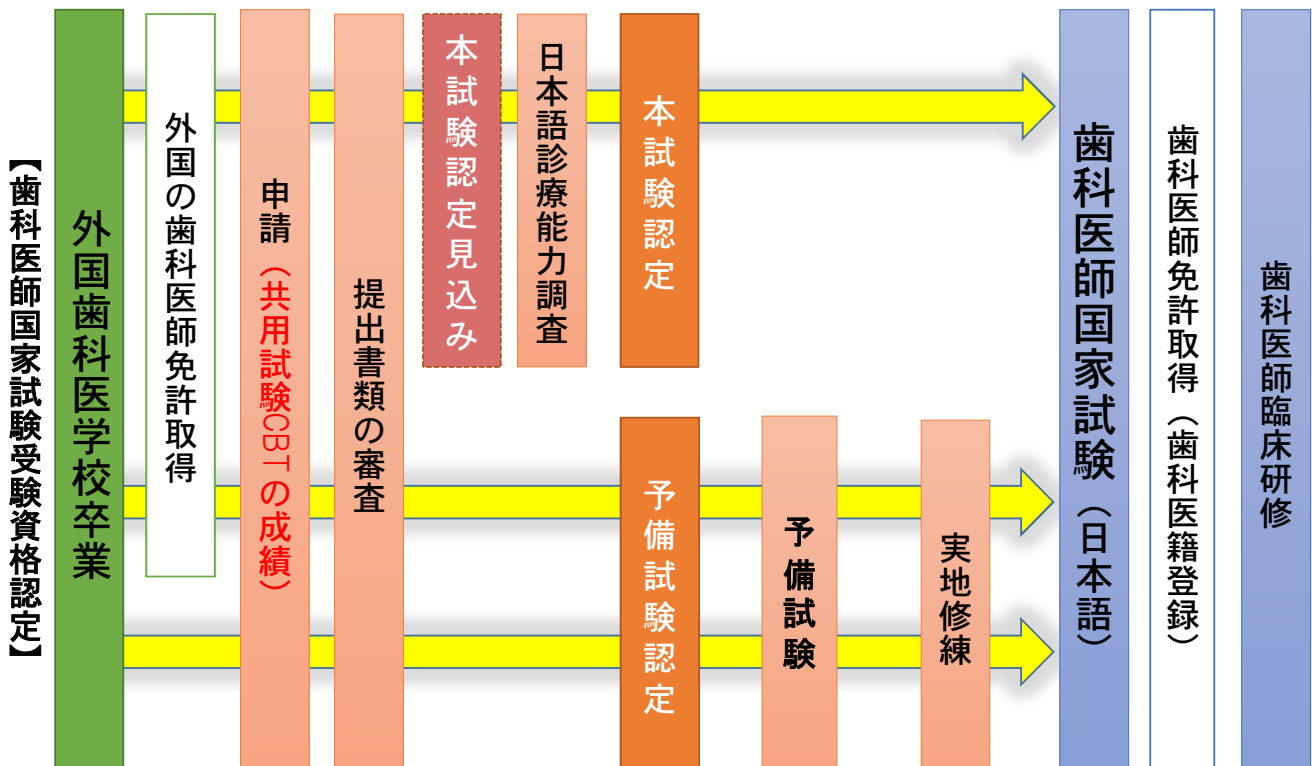 【歯科医師国家試験受験資格認定】
外国歯科医学校卒業
外国の歯科医師免許取得
申請（共用試験CBTの成績）
提出書類の審査
本試験認定見込み
日本語診療能力調査
本試験認定
予備試験認定
予備試験
実地修練
歯科医師国家試験（日本語）
歯科医師免許取得（歯科医籍登録）
歯科医師臨床研修